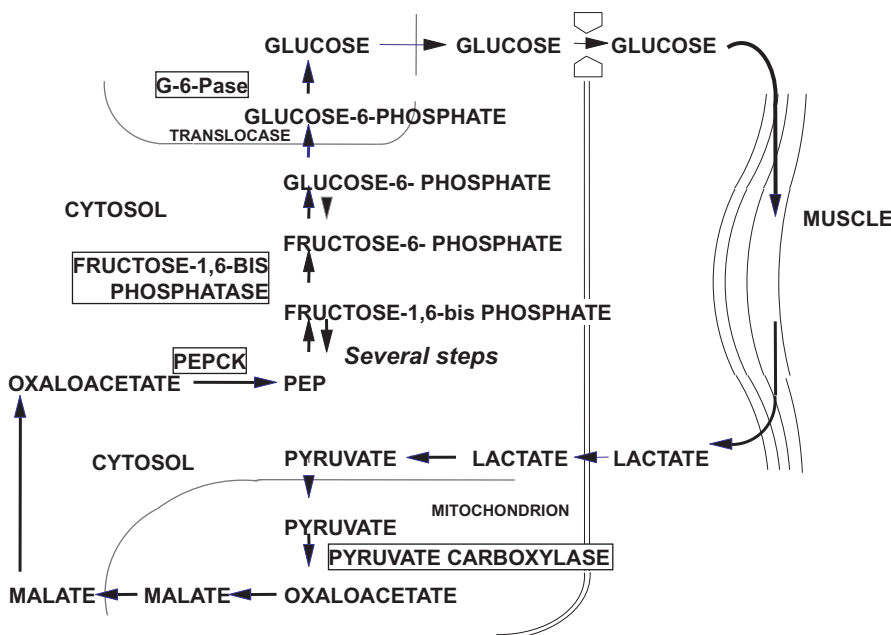 GLUCOSE GLUCOSE GLUCOSE
G-6-Pase
GLUCOSE-6-PHOSPHATE
TRANSLOCASE
GLUCOSE-6- PHOSPHATE
CYTOSOL
MUSCLE
FRUCTOSE-6- PHOSPHATE
FRUCTOSE-1,6-BIS
PHOSPHATASE
FRUCTOSE-1,6-bis PHOSPHATE
Several steps
PEPCK
OXALOACETATE PEP
CYTOSOL PYRUVATE LACTATE LACTATE
MITOCHONDRION
PYRUVATE
PYRUVATE CARBOXYLASE
MALATE MALATE OXALOACETATE